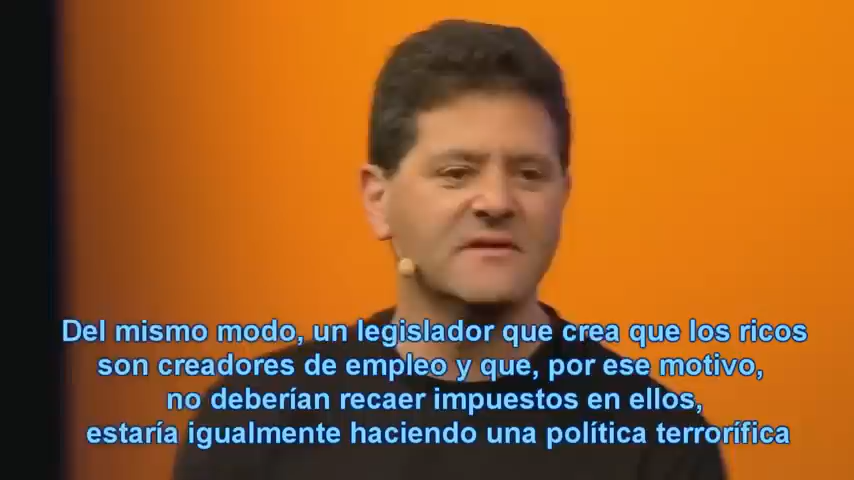 Del mismo modo, un legislador que crea que los ricos
son creadores de empleo y que, por ese motivo,
no deberían recaer impuestos en ellos,
estaría igualmente haciendo una política terrorífica